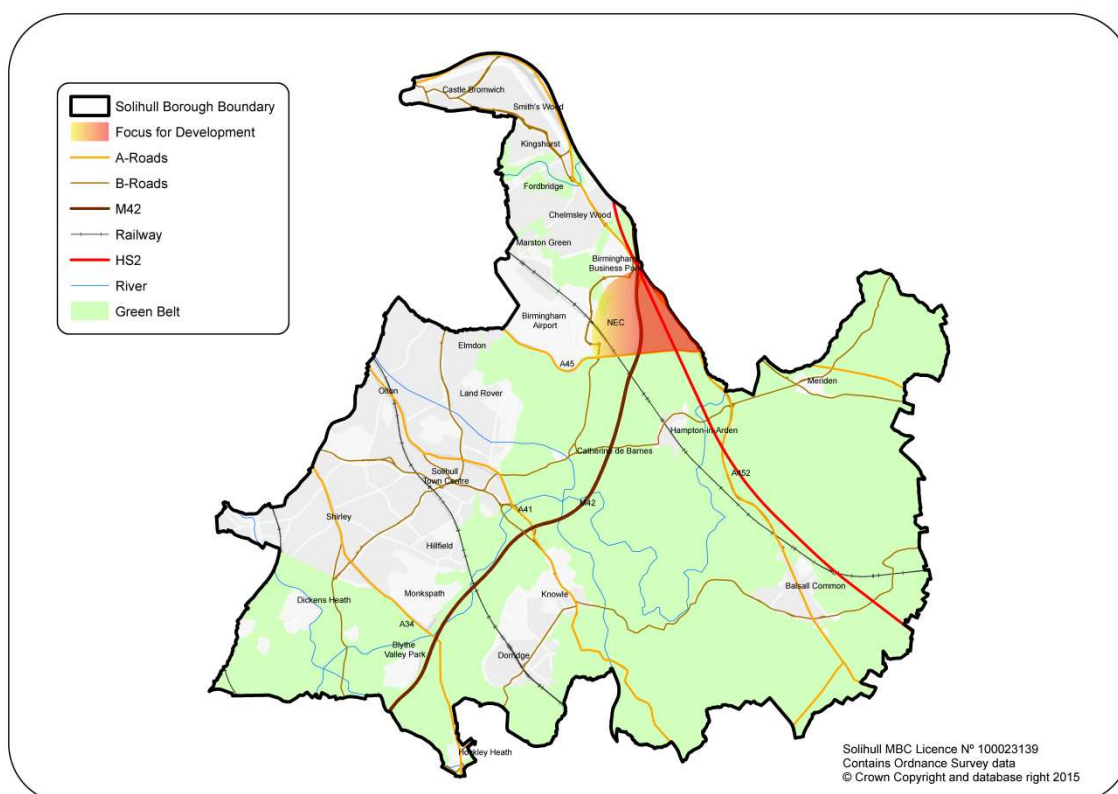 Solihull Borough Boundary
Focus for Development
A-Roads
B-Roads
M42
Railway
HS2
River
Green Belt
Castle Bromwich
Smith's Wood
Kingshurst
Fordbridge
Chelmsley Wood
Marston Green
Birmingham
Business Park
Birmingham
Airport
NEC
Elmdon
A45
Meriden
Olton
Land Rover
Hampton-in-Arden
Catherine de Barnes
Solihull
Town Centre
A452
M42
A41
Shirley
Hillfield
Balsall Common
Monkspath
Knowle
Dickens Heath
A34
Blythe
Valley Park
Dorridge
Hockley Heath
Solihull MBC Licence Nº 100023139
Contains Ordnance Survey data
© Crown Copyright and database right 2015